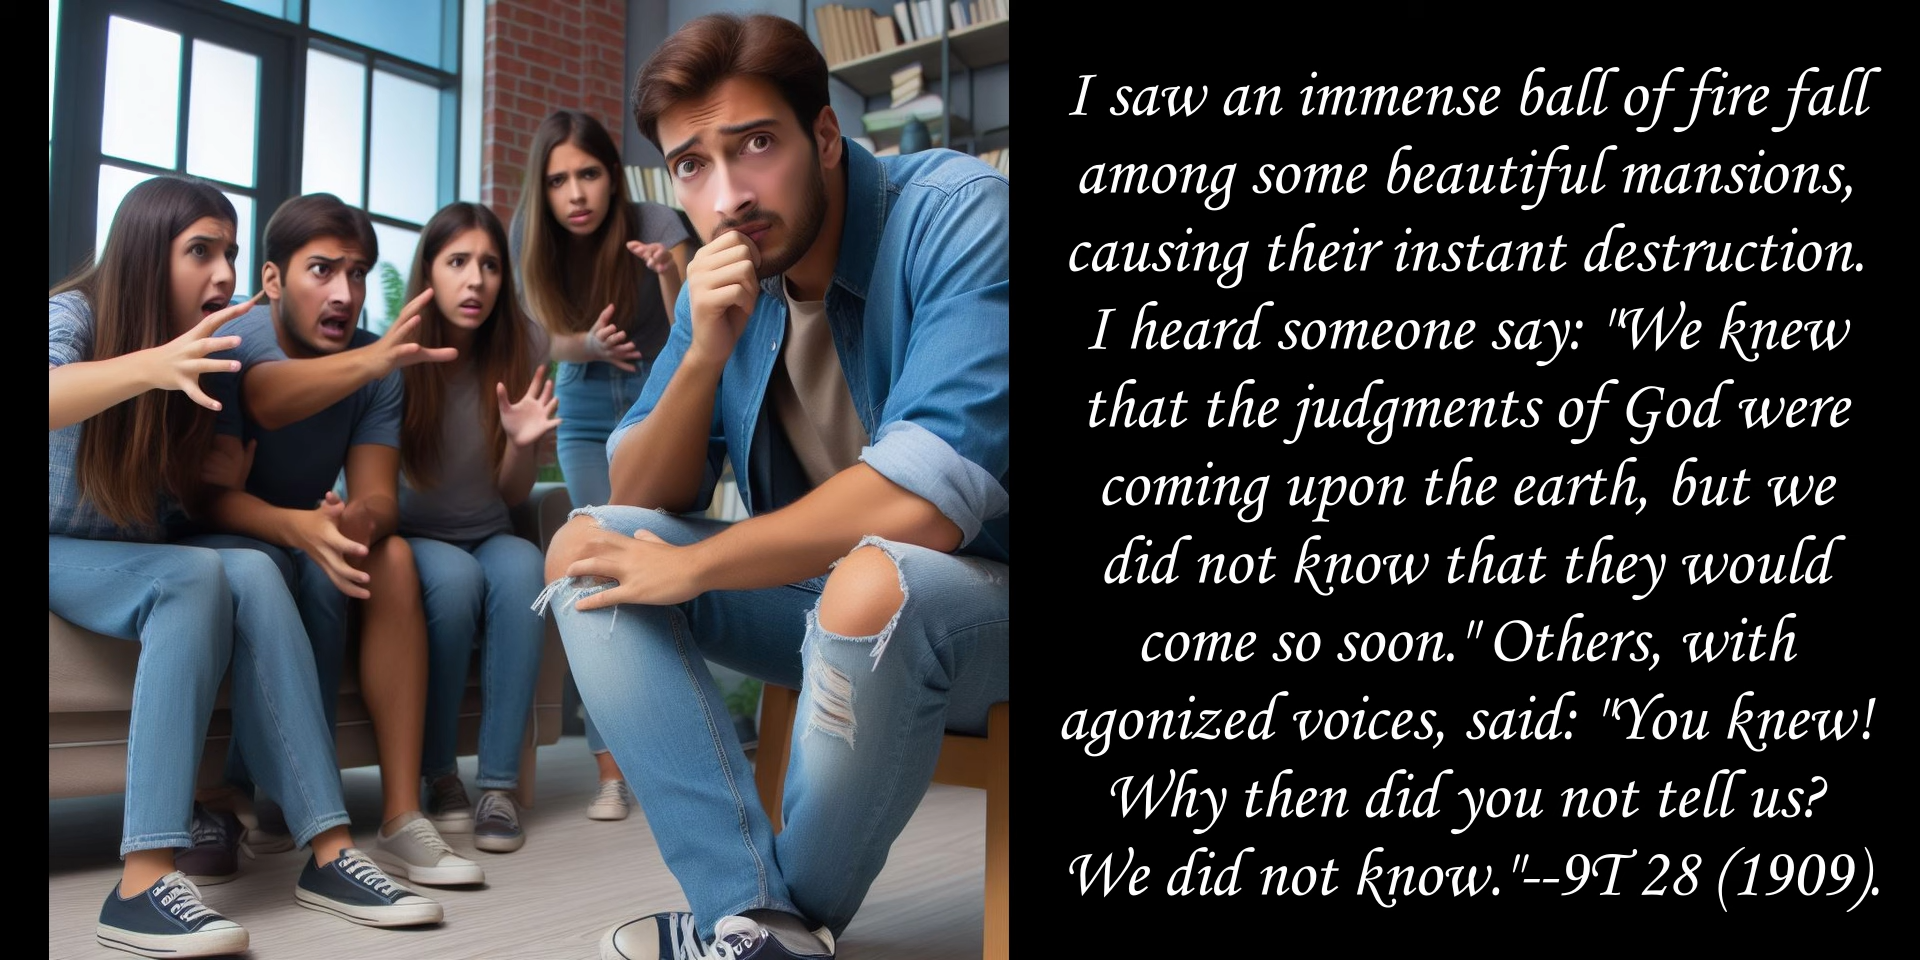 I saw an immense ball of fire fall
among some beautiful mansions,
causing their instant destruction.
I heard someone say: "We knew
that the judgments of God were
coming upon the earth, but we
did not know that they would
come so soon." Others, with
agonized voices, said: "You knew!
Why then did you not tell us?
We did not know."--9T 28 (1909).